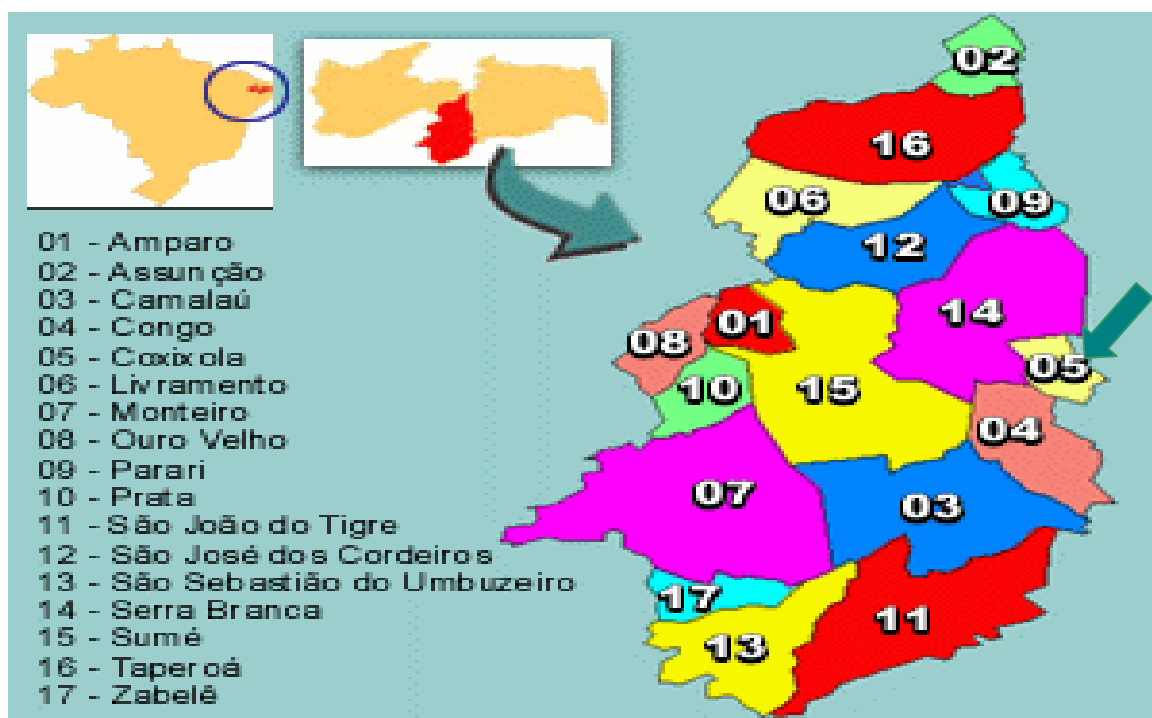 01 - Amparo
02 - Assunção
03 - Camalaú
04 - Congo
05 - Coxixola
06 - Livramento
07 - Monteiro
08 - Ouro Velho
09 - Parari
10 - Prata
11 - São João do Tigre
12 - São José dos Cordeiros
13 - São Sebastião do Umbuzeiro
14 - Serra Branca
15 - Sumé
16 - Taperoá
17 - Zabelê
02
16
06
09
12
14
01
08
05
10
15
04
07
03
17
11
13